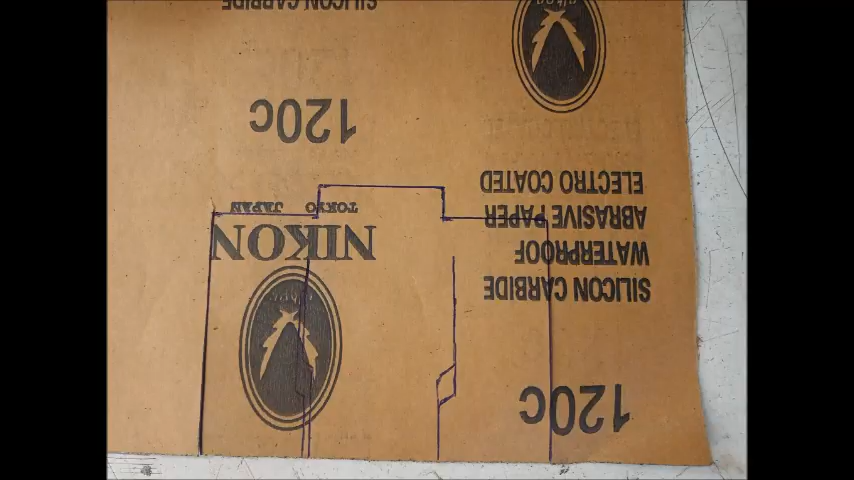 SILICON CARBIDE
120c
ELECTRO COATED
ABRASIVE PAPER
WATERPROOF
SILICON CARBIDE
TOKYO JAPAN
NIKON
120c